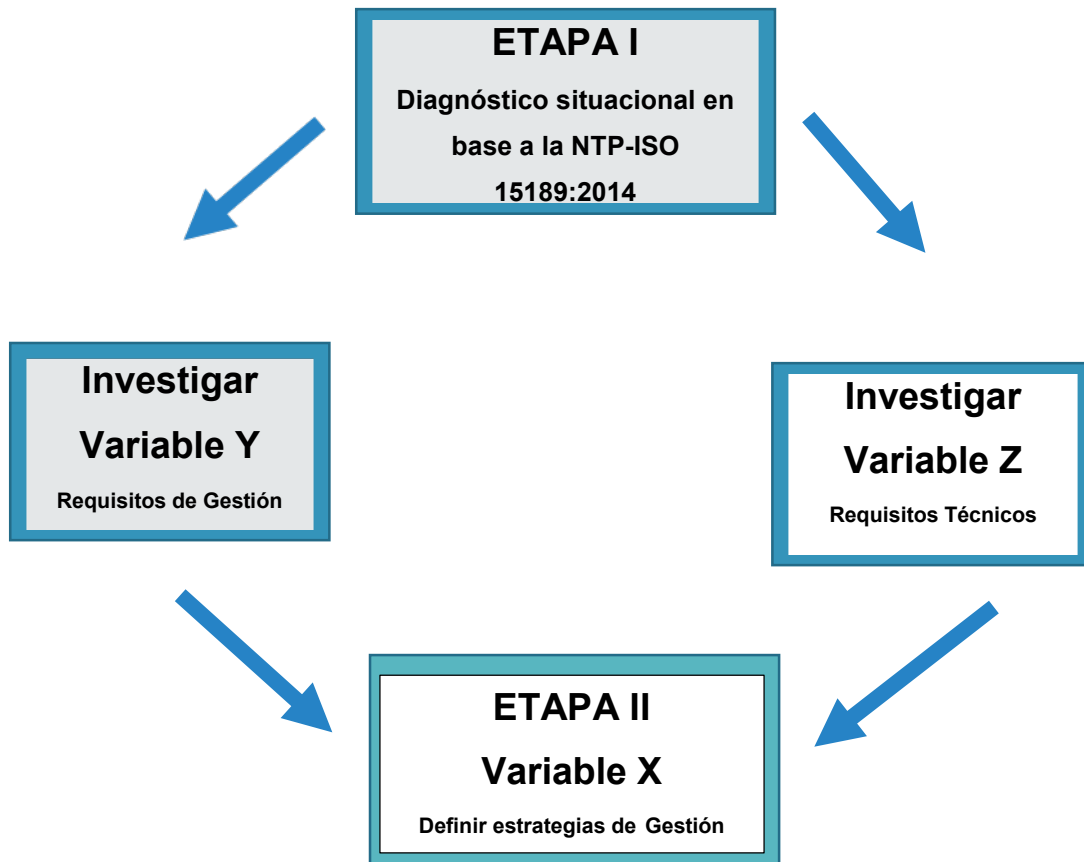 ETAPA I
Diagnóstico situacional en
base a la NTP-ISO
15189:2014
Investigar
Variable Y
Requisitos de Gestión
Investigar
Variable Z
Requisitos Técnicos
ETAPA II
Variable X
Definir estrategias de Gestión